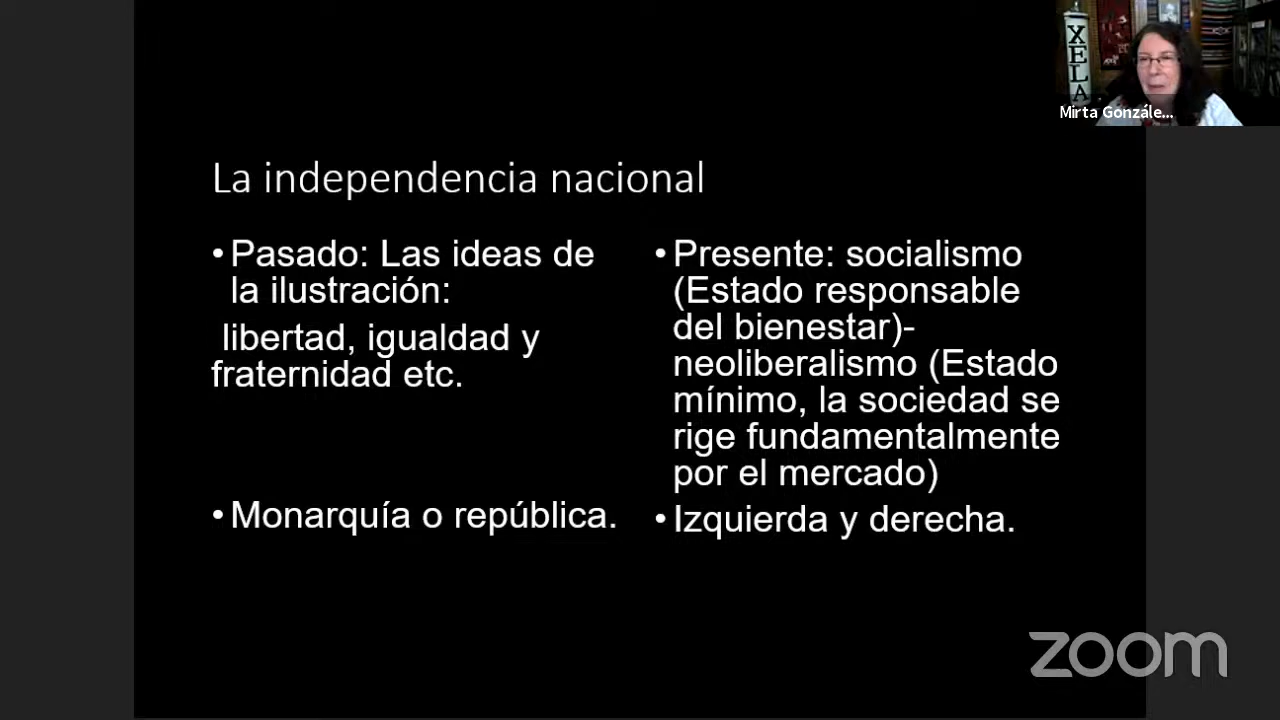 XELA
Mirta Gonzále...
La independencia nacional
• Pasado: Las ideas de
la ilustración:
libertad, igualdad y
fraternidad etc.
• Monarquía o república.
• Presente: socialismo
(Estado responsable
del bienestar)-
neoliberalismo (Estado
mínimo, la sociedad se
rige fundamentalmente
por el mercado)
• Izquierda y derecha.
zoom